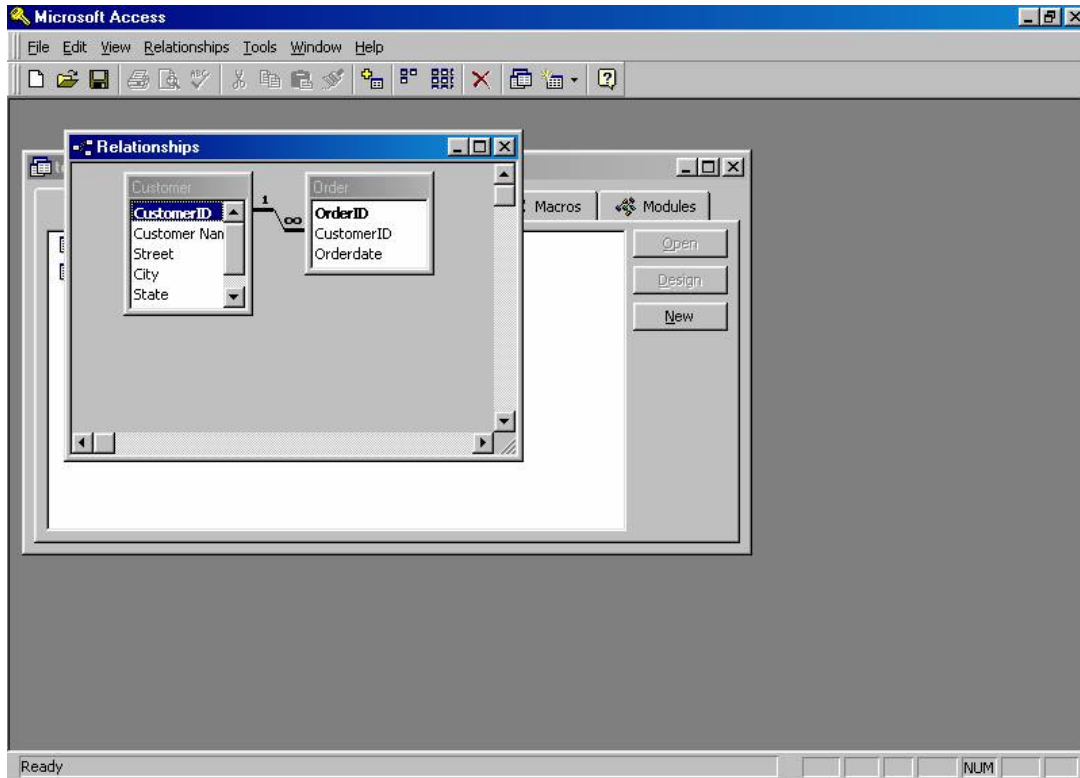 Microsoft Access
File Edit View Relationships Tools Window Help
Relationships
Customer
CustomerID
Customer Nan
Street
City
State
1
∞
Order
OrderID
CustomerID
Orderdate
Macros Modules
Open
Design
New
Ready
NUM